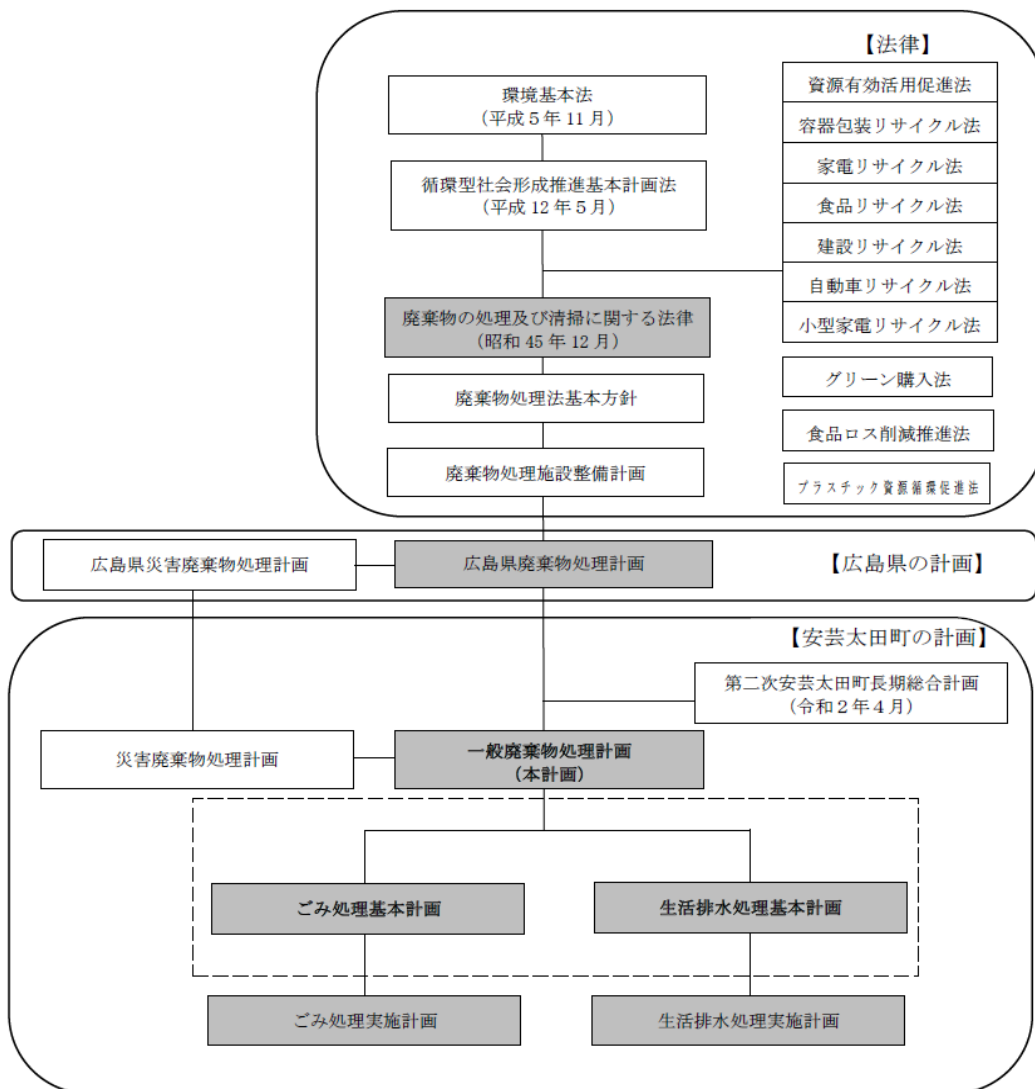 【法律】
環境基本法
(平成5年11月)
循環型社会形成推進基本計画法
(平成12年5月)
廃棄物の処理及び清掃に関する法律
(昭和45年12月)
廃棄物処理法基本方針
廃棄物処理施設整備計画
資源有効活用促進法
容器包装リサイクル法
家電リサイクル法
食品リサイクル法
建設リサイクル法
自動車リサイクル法
小型家電リサイクル法
グリーン購入法
食品ロス削減推進法
プラスチック資源循環促進法
広島県災害廃棄物処理計画
広島県廃棄物処理計画
【広島県の計画】
【安芸太田町の計画】
第二次安芸太田町長期総合計画
(令和2年4月)
災害廃棄物処理計画
一般廃棄物処理計画
(本計画)
ごみ処理基本計画
生活排水処理基本計画
ごみ処理実施計画
生活排水処理実施計画